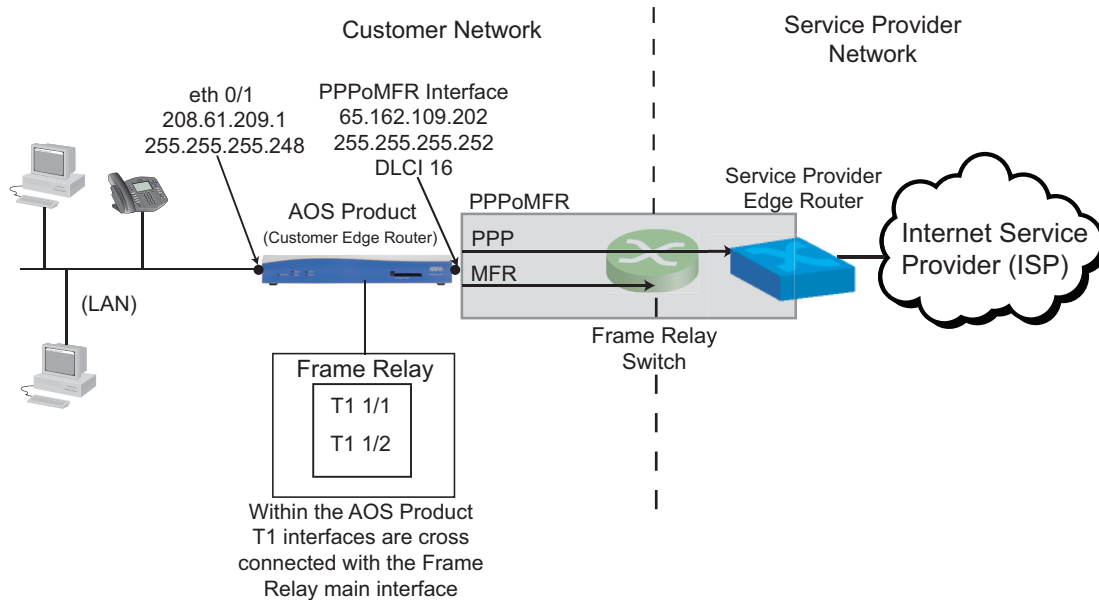 Customer Network
Service Provider
Network
eth 0/1
208.61.209.1
255.255.255.248
PPPoMFR Interface
65.162.109.202
255.255.255.252
DLCI 16
AOS Product
(Customer Edge Router)
PPPoMFR
PPP
MFR
Service Provider
Edge Router
Internet Service
Provider (ISP)
(LAN)
Frame Relay
Switch
Frame Relay
T1 1/1
T1 1/2
Within the AOS Product
T1 interfaces are cross
connected with the Frame
Relay main interface